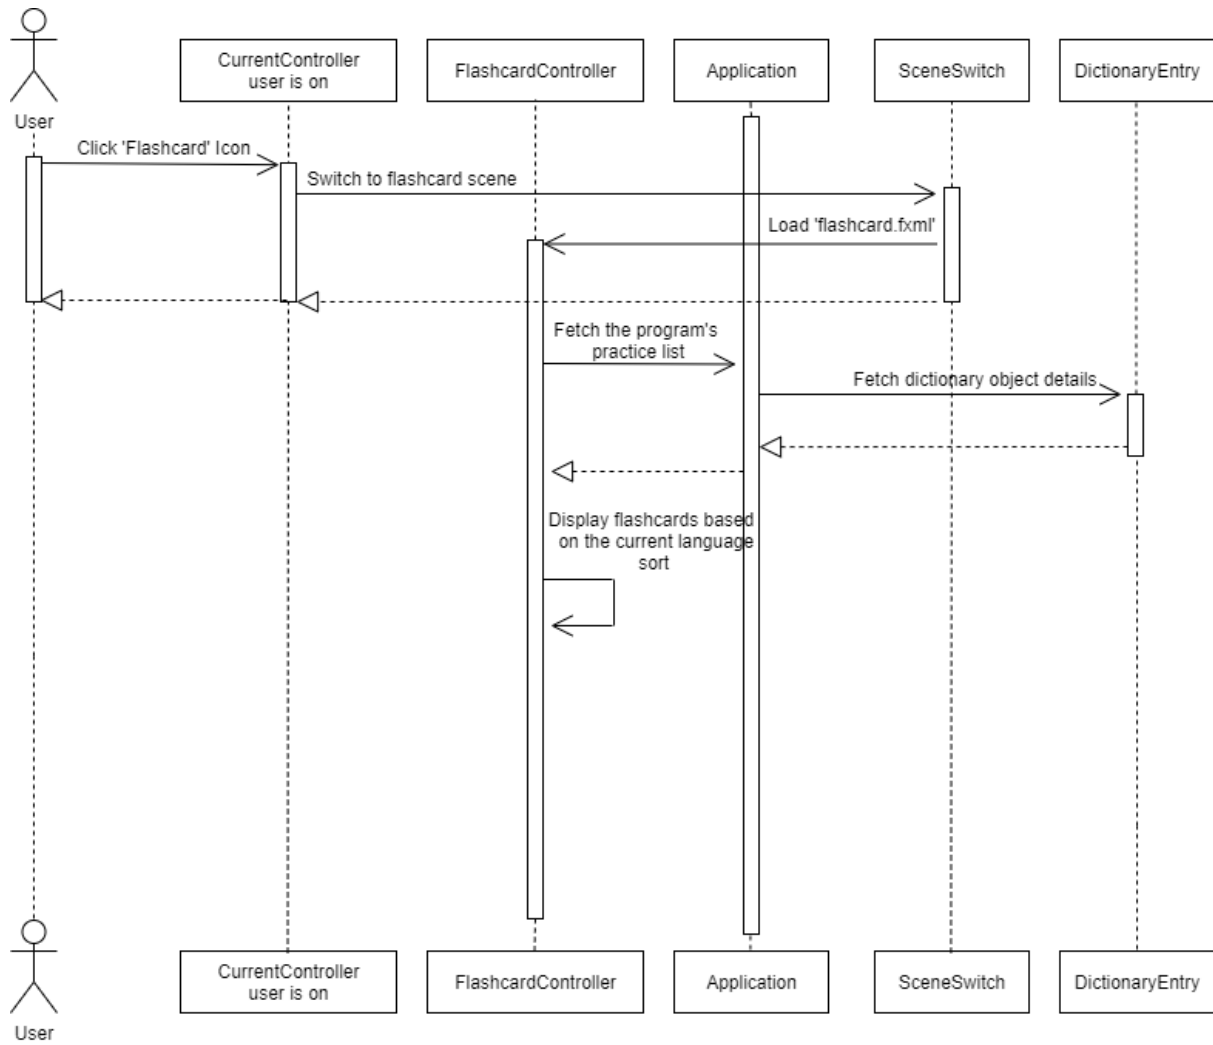 CurrentController
user is on
FlashcardController
Application
SceneSwitch
DictionaryEntry
User
Click 'Flashcard' Icon
Switch to flashcard scene
Load 'flashcard.fxml'
Fetch the program's
practice list
Fetch dictionary object details
Display flashcards based
on the current language
sort
CurrentController
user is on
FlashcardController
Application
SceneSwitch
DictionaryEntry
User